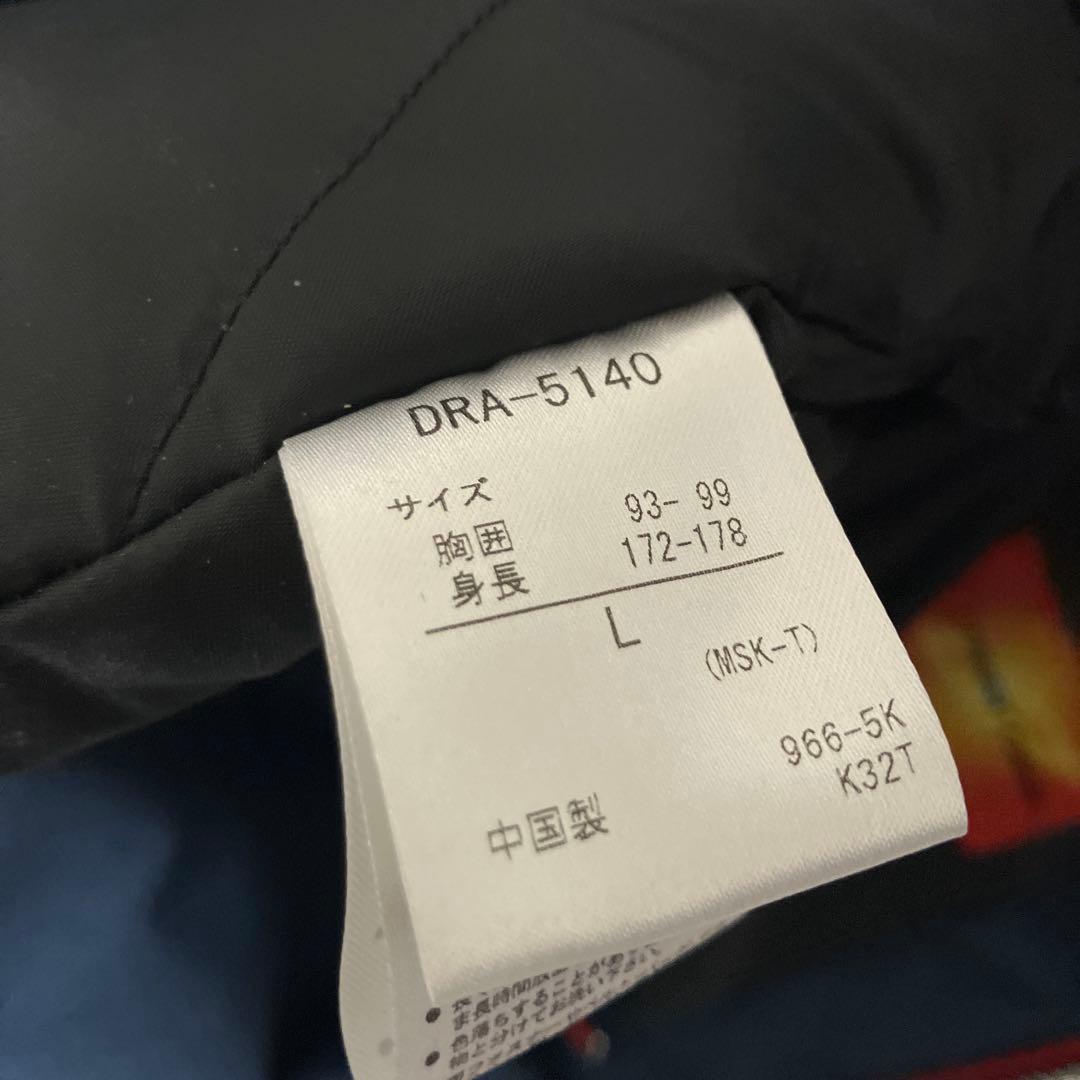 DRA-5140
サイズ
胸囲 93- 99
身長 172-178
L
(MSK-T)
966-5K
K32T
中国製